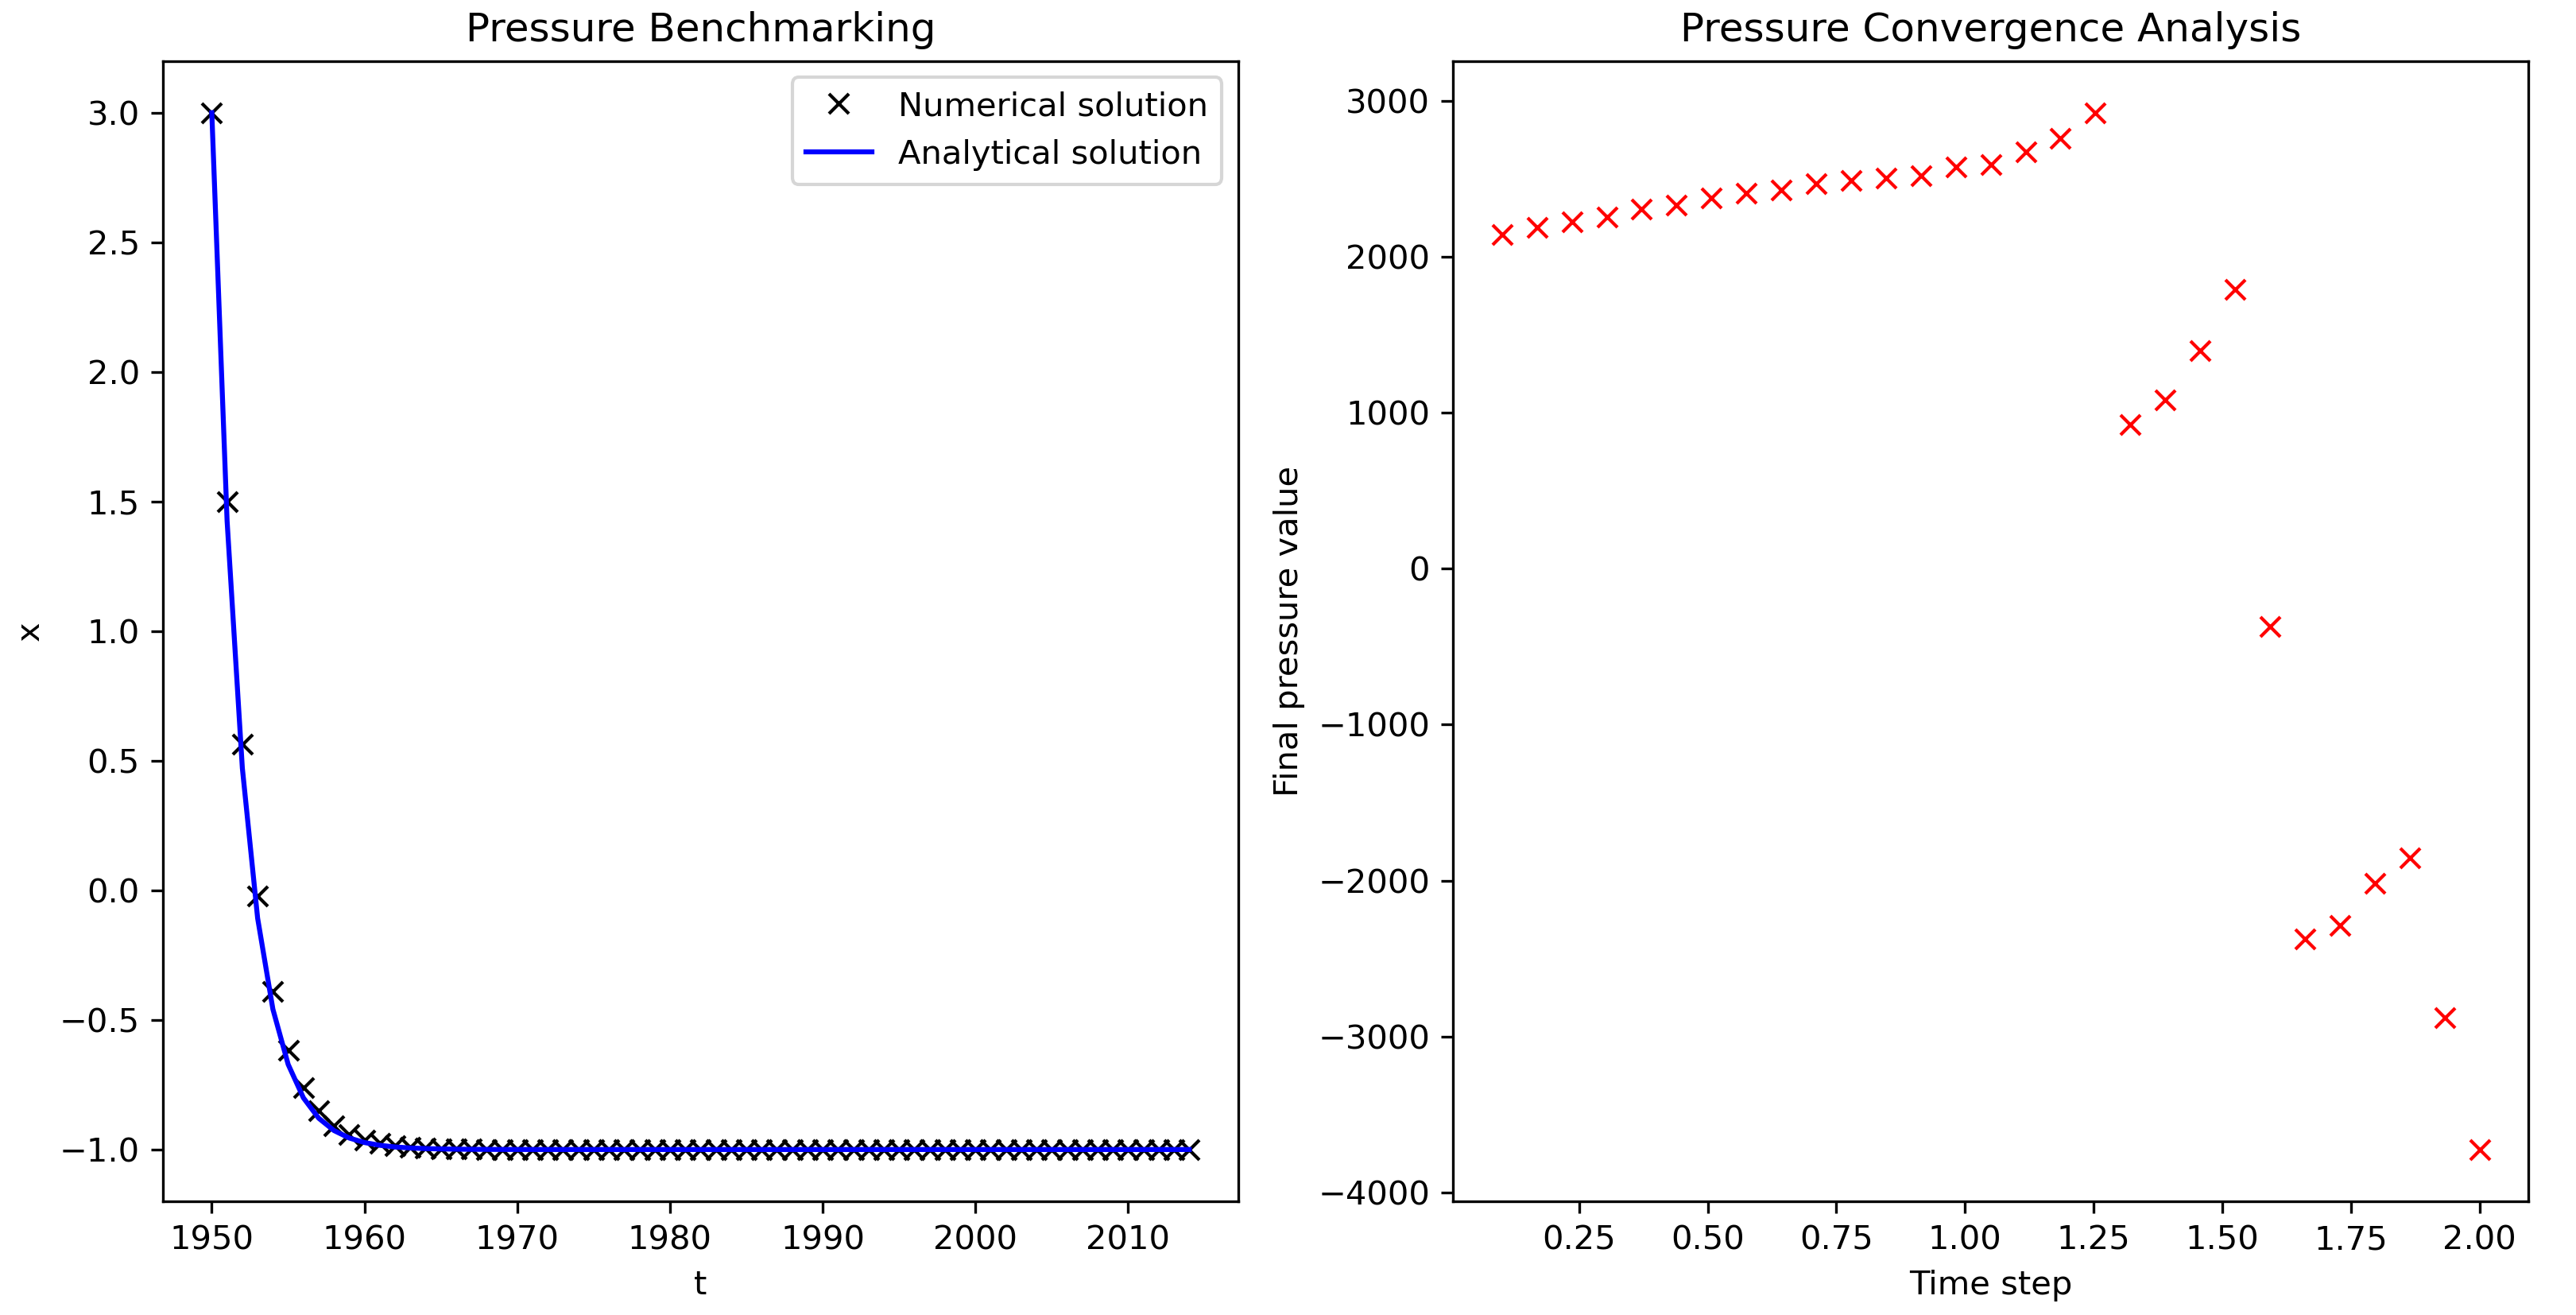 Pressure Benchmarking
3.0
2.5
2.0
1.5
1.0
0.5
0.0
−0.5
−1.0
x
1950 1960 1970 1980 1990 2000 2010
t
Numerical solution
Analytical solution
Pressure Convergence Analysis
3000
2000
1000
0
−1000
−2000
−3000
−4000
Final pressure value
0.25 0.50 0.75 1.00 1.25 1.50 1.75 2.00
Time step